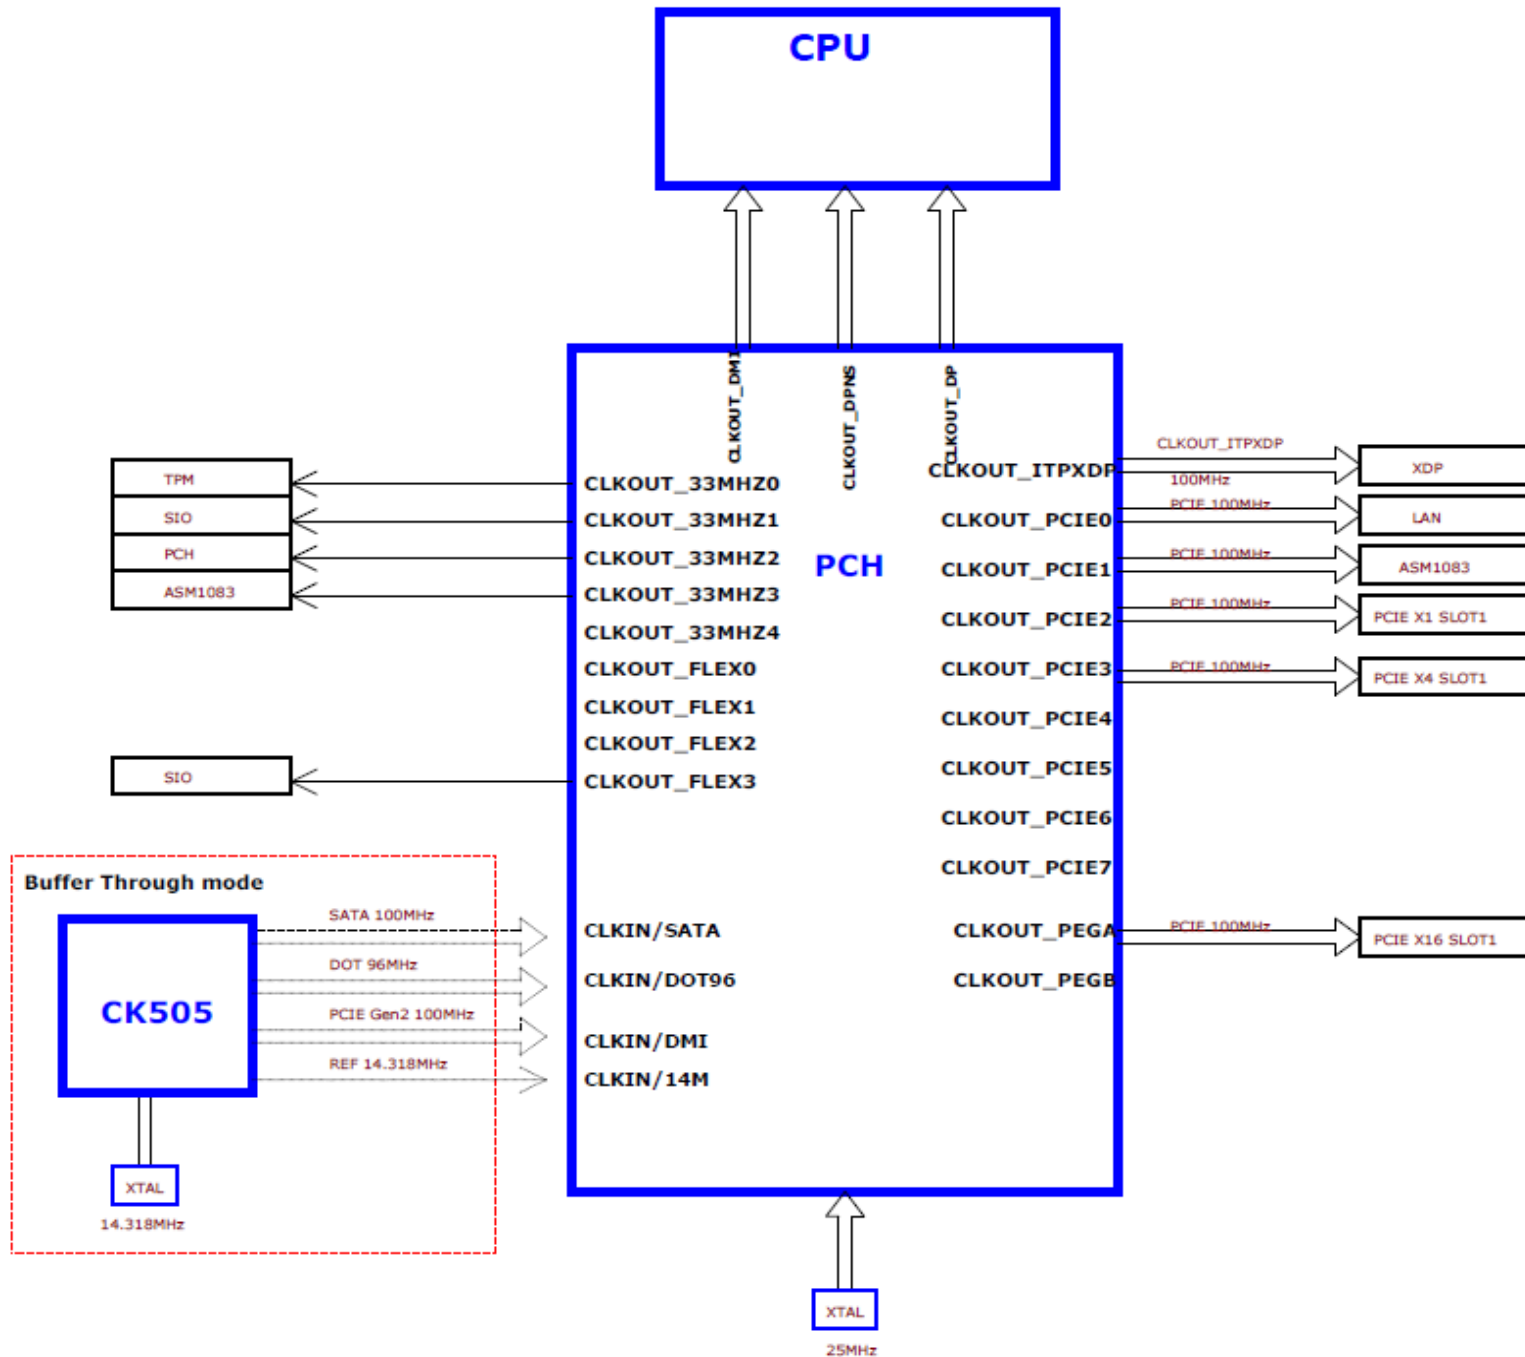 CPU
CLKOUT_DMI
CLKOUT_DPNS
CLKOUT_DP
TPM
SIO
PCH
ASM1083
SIO
CLKOUT_33MHZ0
CLKOUT_33MHZ1
CLKOUT_33MHZ2
CLKOUT_33MHZ3
CLKOUT_33MHZ4
CLKOUT_FLEX0
CLKOUT_FLEX1
CLKOUT_FLEX2
CLKOUT_FLEX3
PCH
CLKOUT_ITPXDP
CLKOUT_PCIE0
CLKOUT_PCIE1
CLKOUT_PCIE2
CLKOUT_PCIE3
CLKOUT_PCIE4
CLKOUT_PCIE5
CLKOUT_PCIE6
CLKOUT_PCIE7
CLKOUT_PEGA
CLKOUT_PEGB
CLKOUT_ITPXDP
100MHz
PCIE 100MHz
PCIE 100MHz
PCIE 100MHz
PCIE 100MHz
PCIE 100MHz
XDP
LAN
ASM1083
PCIE X1 SLOT1
PCIE X4 SLOT1
PCIE X16 SLOT1
Buffer Through mode
CK505
SATA 100MHz
DOT 96MHz
PCIE Gen2 100MHz
REF 14.318MHz
CLKIN/SATA
CLKIN/DOT96
CLKIN/DMI
CLKIN/14M
XTAL
14.318MHz
XTAL
25MHz